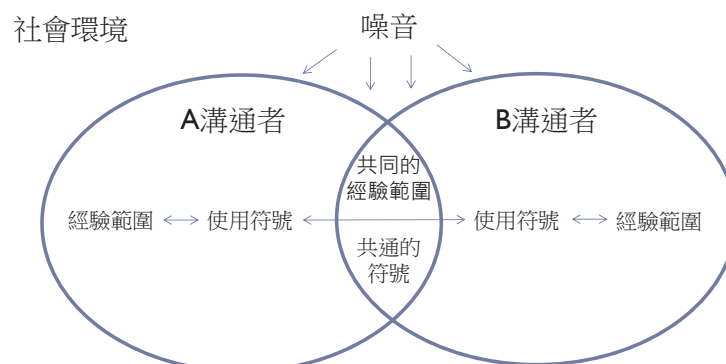 社會環境
噪音
A溝通者
B溝通者
共同的
經驗範圍
經驗範圍
使用符號
使用符號
經驗範圍
共通的
符號